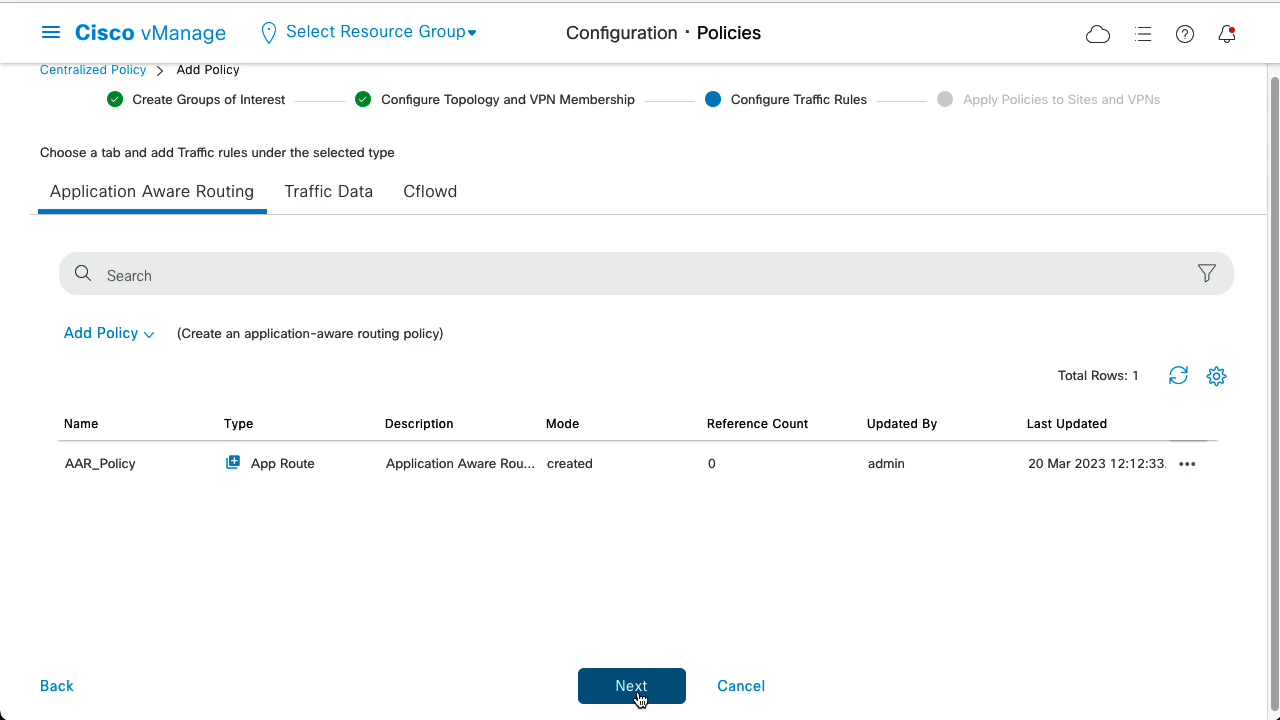 Cisco vManage
Select Resource Group
Configuration · Policies
Centralized Policy > Add Policy
Create Groups of Interest
Configure Topology and VPN Membership
Configure Traffic Rules
Apply Policies to Sites and VPNs
Choose a tab and add Traffic rules under the selected type
Application Aware Routing
Traffic Data
Cflowd
Search
Add Policy
(Create an application-aware routing policy)
Total Rows: 1
Name Type Description Mode Reference Count Updated By Last Updated
AAR_Policy App Route Application Aware Rou... created 0 admin 20 Mar 2023 12:12:33. •••
Back
Next
Cancel